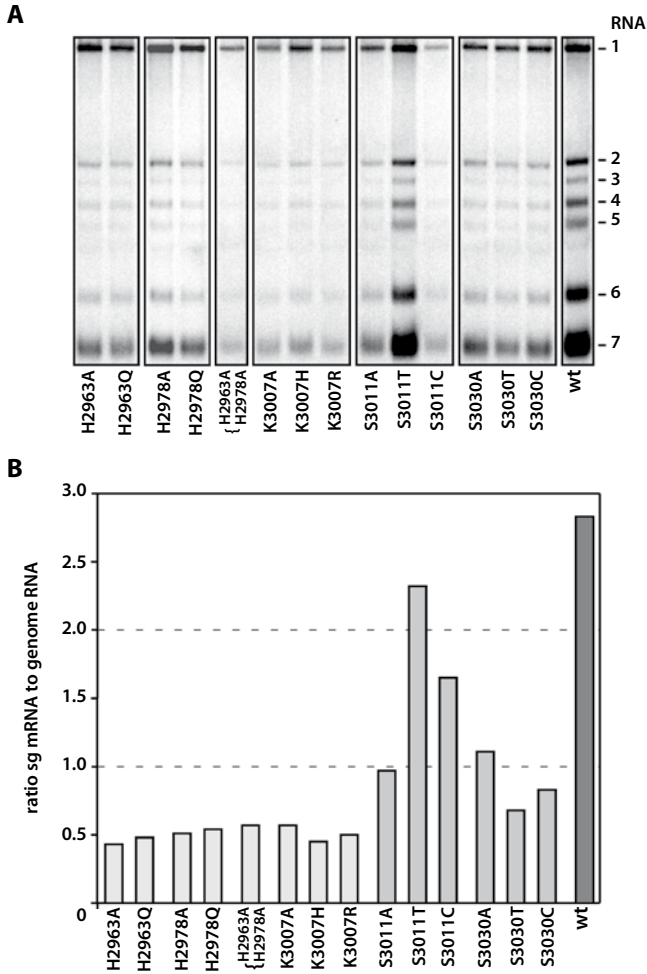 A
RNA
1
2
3
4
5
6
7
H2963A
H2963Q
H2978A
H2978Q
{H2963A
H2978A
K3007A
K3007H
K3007R
S3011A
S3011T
S3011C
S3030A
S3030T
S3030C
wt
B
ratio sg mRNA to genome RNA
3.0
2.5
2.0
1.5
1.0
0.5
0
H2963A
H2963Q
H2978A
H2978Q
{H2963A
H2978A
K3007A
K3007H
K3007R
S3011A
S3011T
S3011C
S3030A
S3030T
S3030C
wt